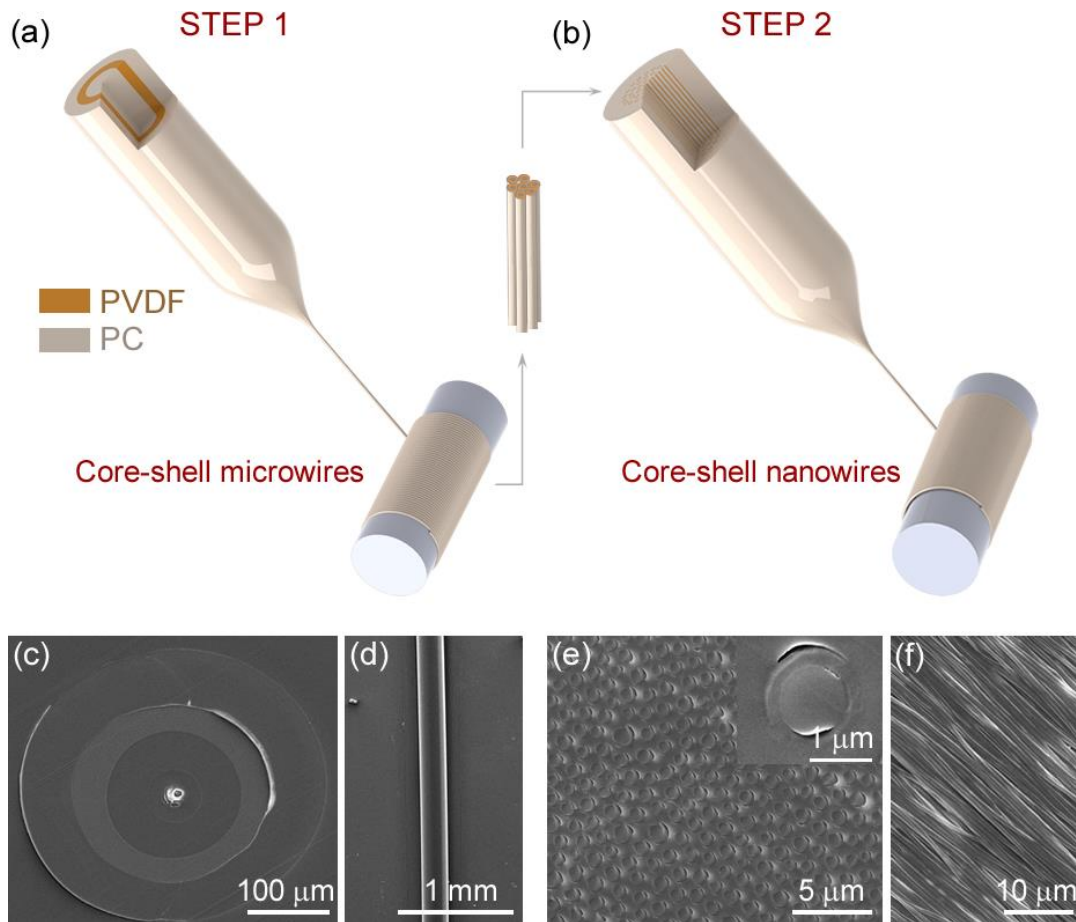 (a)
STEP 1
(b)
STEP 2
PVDF
PC
Core-shell microwires
Core-shell nanowires
(c)
100 μm
(d)
1 mm
(e)
1 μm
5 μm
(f)
10 μm